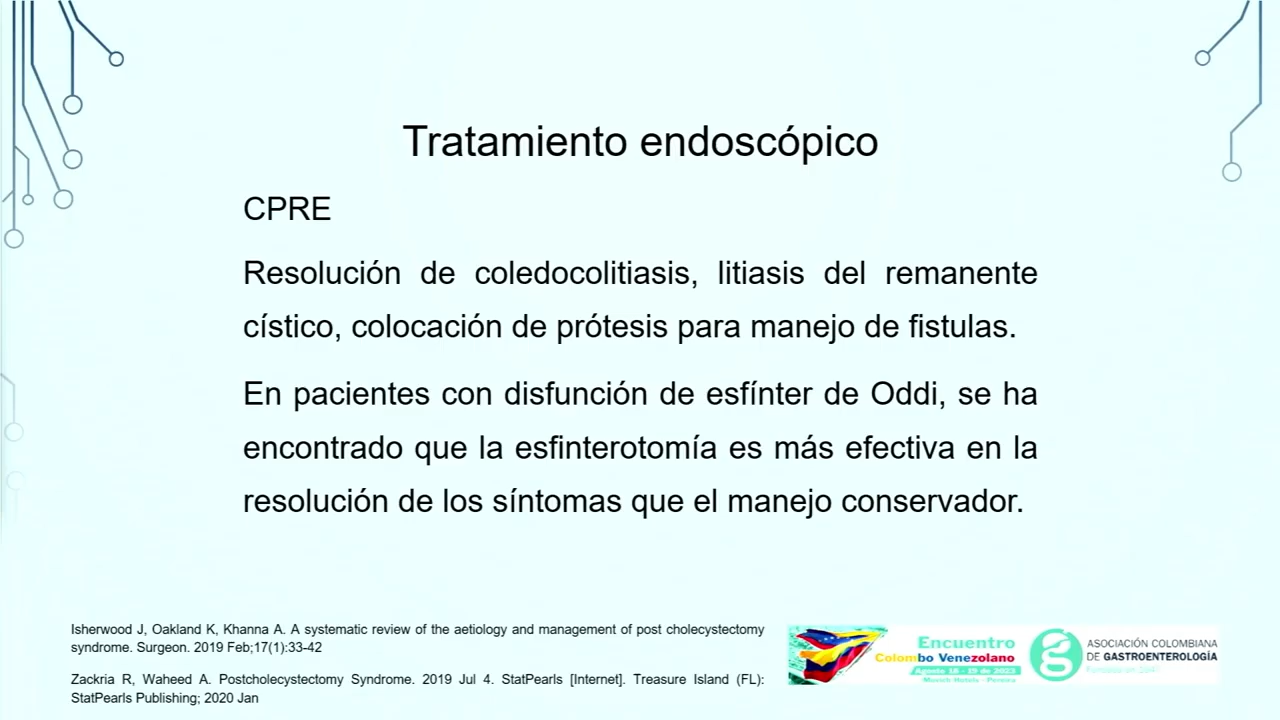 Tratamiento endoscópico
CPRE
Resolución de coledocolitiasis, litiasis del remanente
cístico, colocación de prótesis para manejo de fistulas.
En pacientes con disfunción de esfínter de Oddi, se ha
encontrado que la esfinterotomía es más efectiva en la
resolución de los síntomas que el manejo conservador.
Isherwood J, Oakland K, Khanna A. A systematic review of the aetiology and management of post cholecystectomy
syndrome. Surgeon. 2019 Feb;17(1):33-42
Zackria R, Waheed A. Postcholecystectomy Syndrome. 2019 Jul 4. StatPearls [Internet]. Treasure Island (FL):
StatPearls Publishing; 2020 Jan
Encuentro
Colombo Venezolano
ASOCIACIÓN COLOMBIANA
DE GASTROENTEROLOGÍA